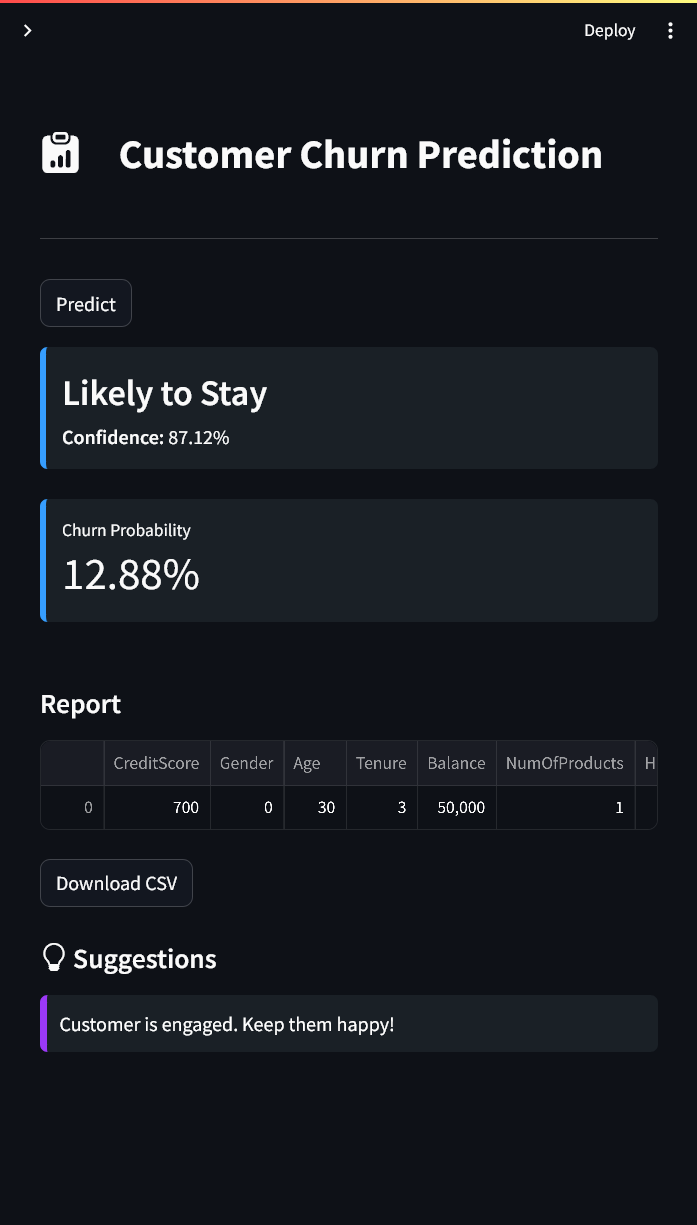 Deploy
Customer Churn Prediction
Predict
Likely to Stay
Confidence: 87.12%
Churn Probability
12.88%
Report
CreditScore Gender Age Tenure Balance NumOfProducts H
0 700 0 30 3 50,000 1
Download CSV
Suggestions
Customer is engaged. Keep them happy!